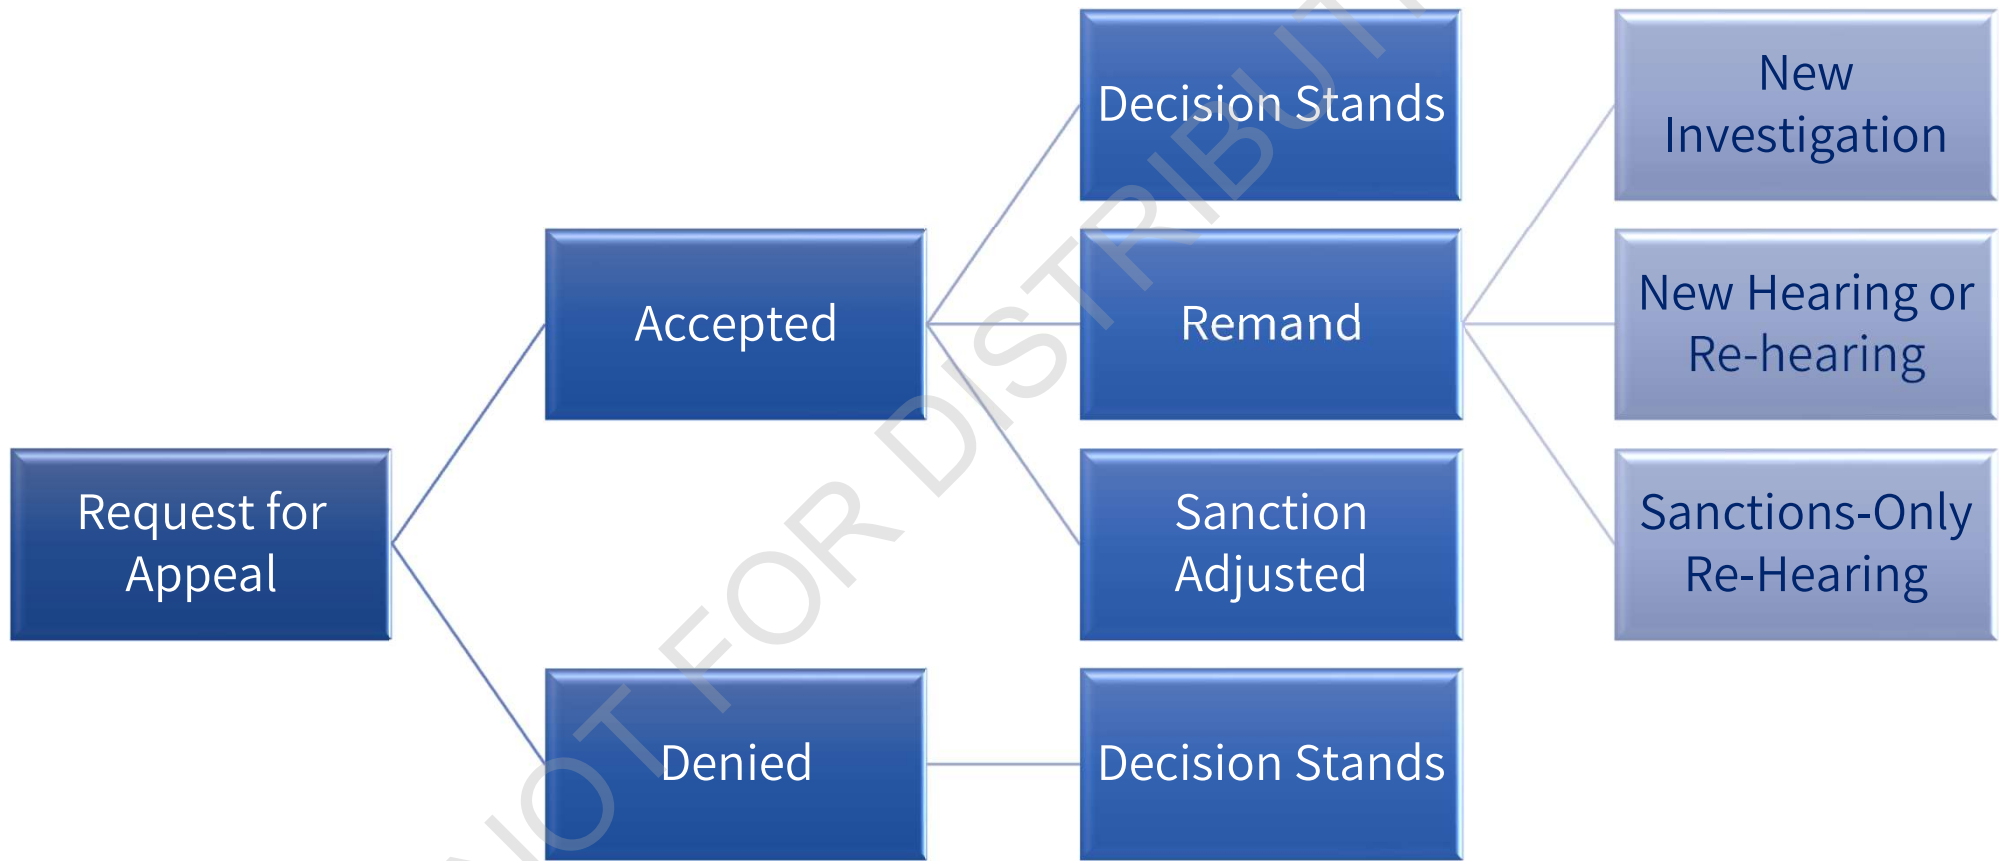 Request for
Appeal
Accepted
Denied
Decision Stands
Remand
Sanction
Adjusted
Decision Stands
New
Investigation
New Hearing or
Re-hearing
Sanctions-Only
Re-Hearing
NOT FOR DISTRIBUT